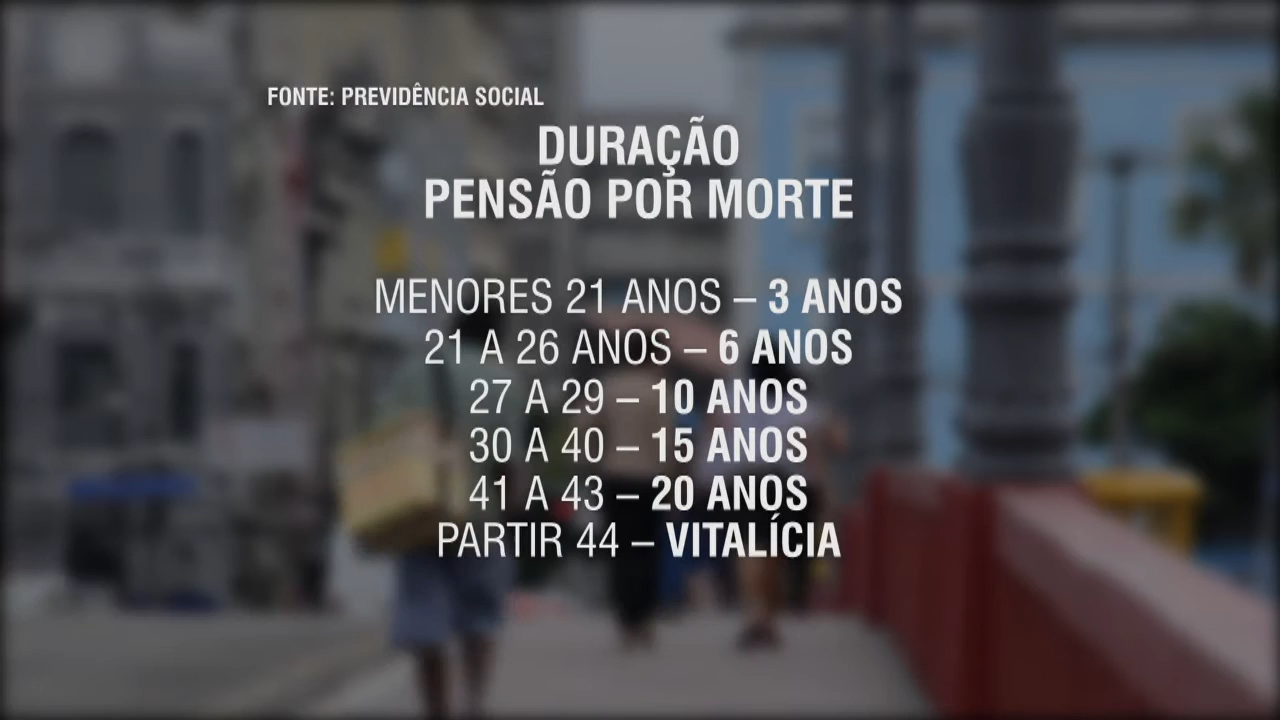 FONTE: PREVIDÊNCIA SOCIAL
DURAÇÃO
PENSÃO POR MORTE
MENORES 21 ANOS – 3 ANOS
21 A 26 ANOS – 6 ANOS
27 A 29 – 10 ANOS
30 A 40 – 15 ANOS
41 A 43 – 20 ANOS
PARTIR 44 – VITALÍCIA